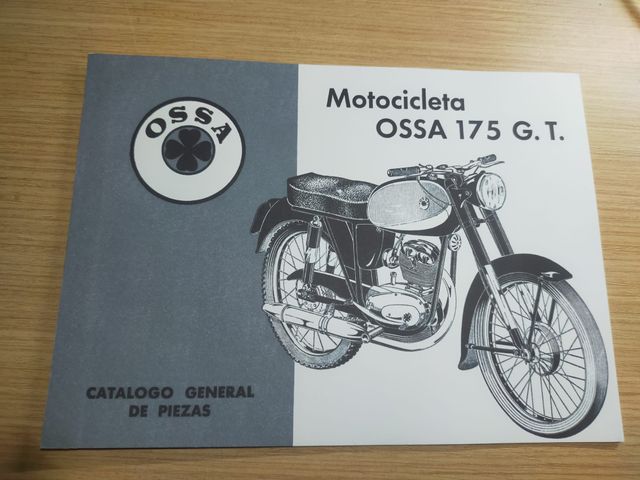 OSSA
Motocicleta
OSSA 175 G. T.
CATALOGO GENERAL
DE PIEZAS